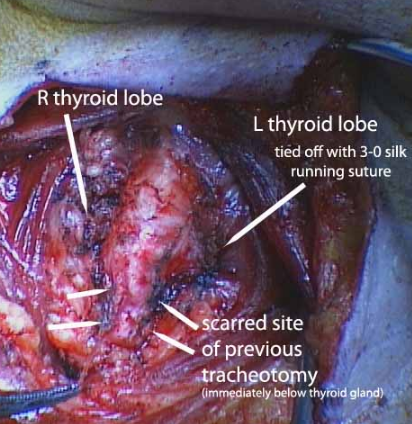 R thyroid lobe
L thyroid lobe
tied off with 3-0 silk
running suture
scarred site
of previous
tracheotomy
(immediately below thyroid gland)